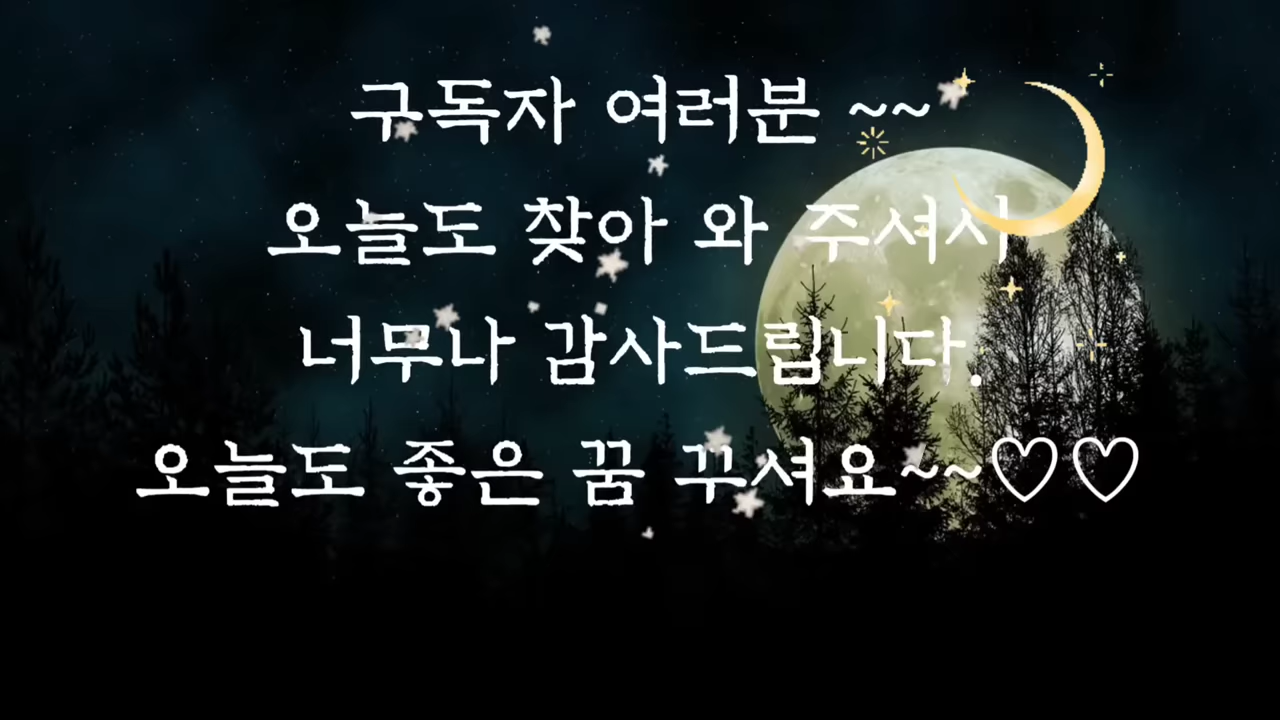 구독자 여러분 ~~
오늘도 찾아 와 주셔시
너무나 감사드립니다.
오늘도 좋은 꿈 꾸셔요~~♡♡